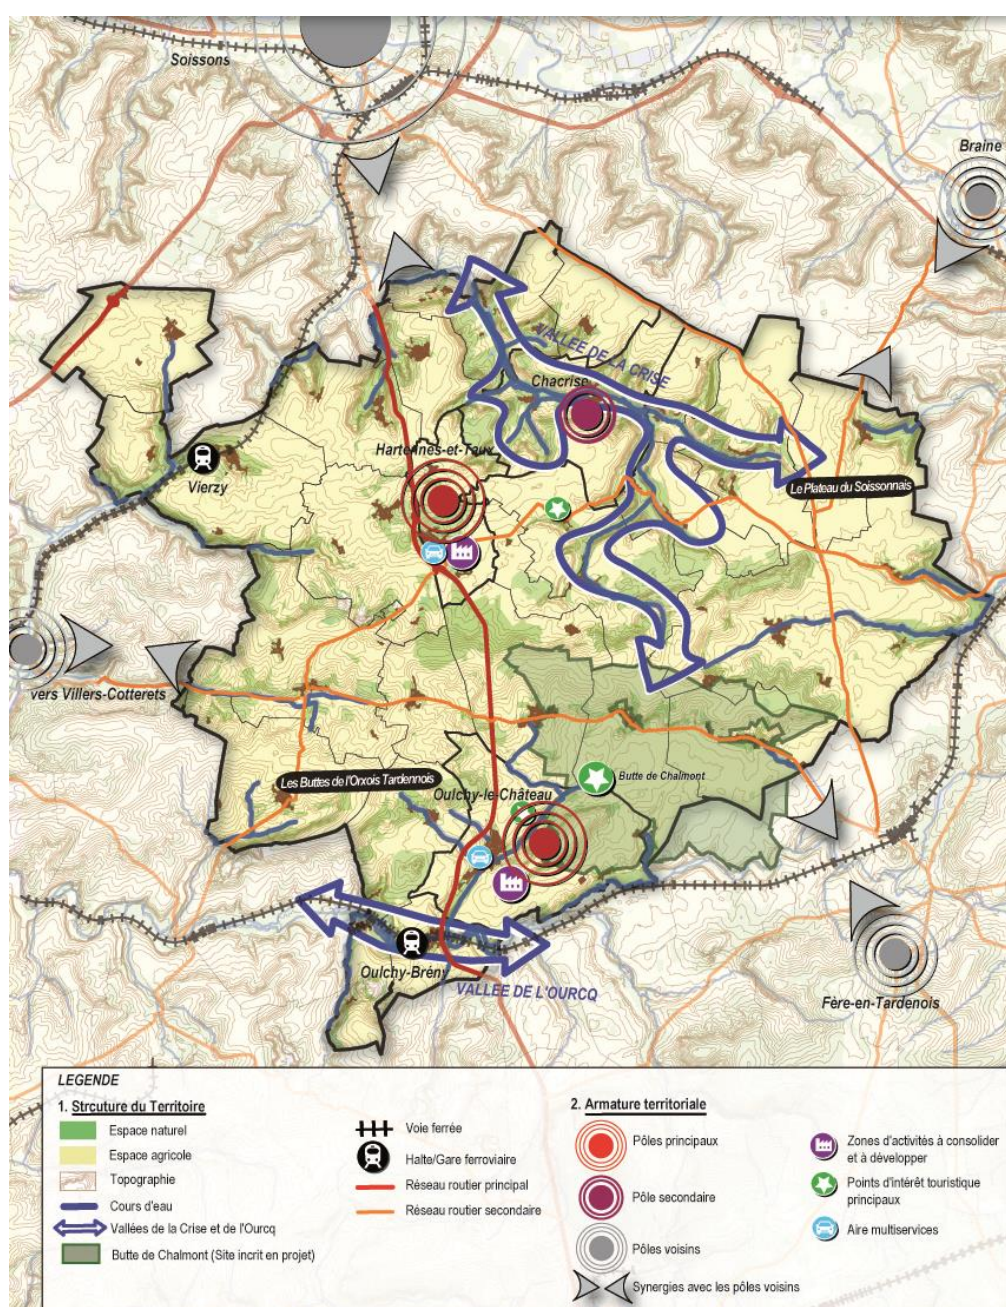 Soissons
Braine
VALLÉE DE LA CRISE
Chacrise
Hartennes-et-Taux
Vierzy
Le Plateau du Soissonnais
vers Villers-Cotterets
Les Buttes de l'Orxois Tardennois
Butte de Chalmont
Oulchy-le-Château
Oulchy-Brény
VALLEE DE L'OURCQ
Fère-en-Tardenois
LEGENDE
1. Strcuture du Territoire
Espace naturel
Espace agricole
Topographie
Cours d'eau
Vallées de la Crise et de l'Ourcq
Butte de Chalmont (Site incrit en projet)
Voie ferrée
Halte/Gare ferroviaire
Réseau routier principal
Réseau routier secondaire
2. Armature territoriale
Pôles principaux
Pôle secondaire
Pôles voisins
Synergies avec les pôles voisins
Zones d'activités à consolider
et à développer
Points d'intérêt touristique
principaux
Aire multiservices